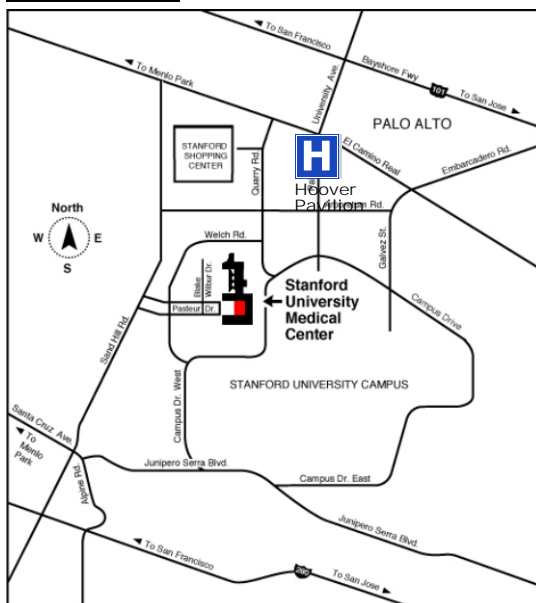 To San Francisco
Bayshore Fwy
To Menlo Park
University Ave.
101
To San Jose
PALO ALTO
STANFORD
SHOPPING
CENTER
Quarry Rd.
H
El Camino Real
Embarcadero Rd.
Hoover
Pavilion
Rd.
North
W E
S
Welch Rd.
Galvez St.
Blake
Wilbur Dr.
Stanford
University
Medical
Center
Pasteur Dr.
Campus Drive
Sand Hill Rd.
STANFORD UNIVERSITY CAMPUS
Campus Dr. West
Santa Cruz Ave.
To
Menlo
Park
Alpine Rd.
Junipero Serra Blvd.
Campus Dr. East
Junipero Serra Blvd.
To San Francisco
280
To San Jose